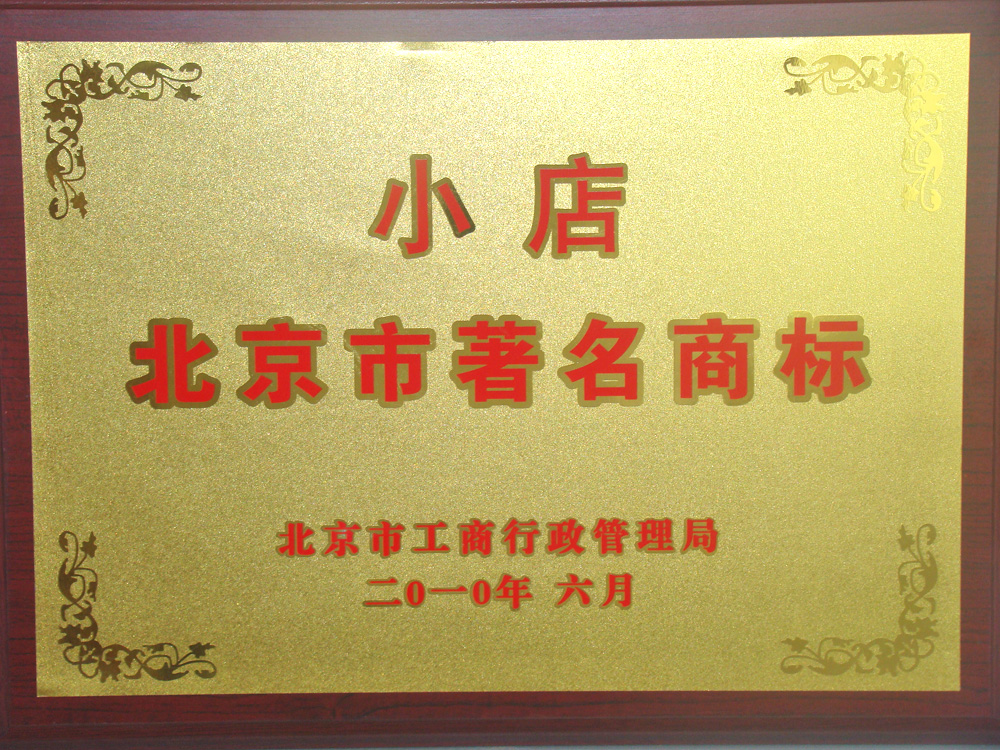 小店
北京市著名商标
北京市工商行政管理局
二0一0年 六月